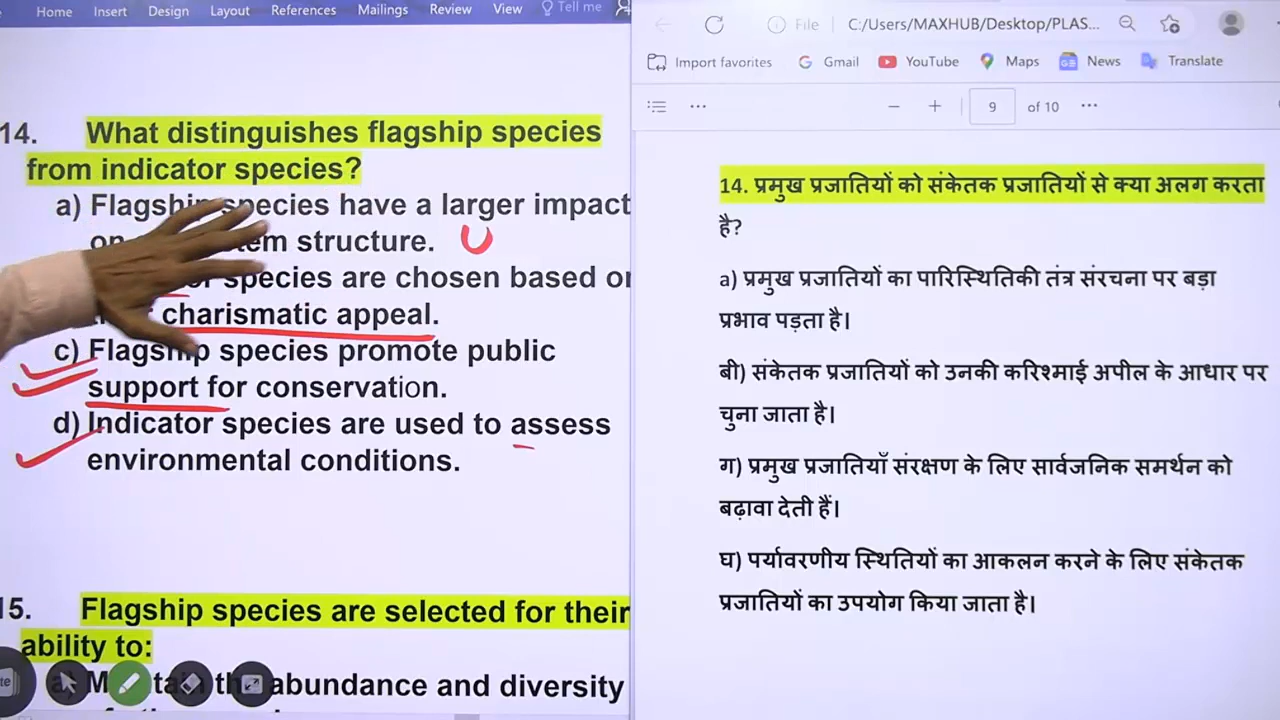 Home Insert Design Layout References Mailings Review View Tell me
File C:/Users/MAXHUB/Desktop/PLAS...
Import favorites Gmail YouTube Maps News Translate
9 of 10
14. What distinguishes flagship species
from indicator species?
a) Flagship species have a larger impact
structure.
species are chosen based on
charismatic appeal.
c) Flagship species promote public
support for conservation.
d) Indicator species are used to assess
environmental conditions.
15. Flagship species are selected for their
ability to:
abundance and diversity
14. प्रमुख प्रजातियों को संकेतक प्रजातियों से क्या अलग करता
है?
a) प्रमुख प्रजातियों का पारिस्थितिकी तंत्र संरचना पर बड़ा
प्रभाव पड़ता है।
बी) संकेतक प्रजातियों को उनकी करिश्माई अपील के आधार पर
चुना जाता है।
ग) प्रमुख प्रजातियाँ संरक्षण के लिए सार्वजनिक समर्थन को
बढ़ावा देती हैं।
घ) पर्यावरणीय स्थितियों का आकलन करने के लिए संकेतक
प्रजातियों का उपयोग किया जाता है।